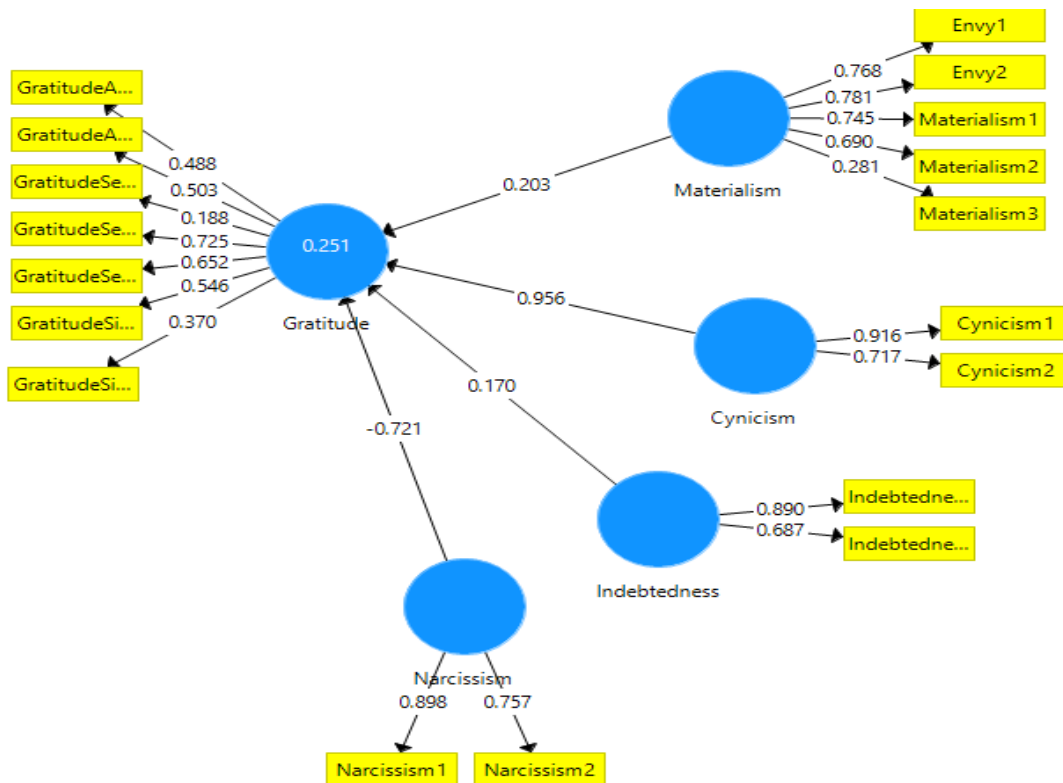 GratitudeA...
GratitudeA...
GratitudeSe...
GratitudeSe...
GratitudeSe...
GratitudeSi...
GratitudeSi...
0.488
0.503
0.188
0.725
0.652
0.546
0.370
0.251
Gratitude
0.203
0.956
0.170
-0.721
Materialism
0.768
0.781
0.745
0.690
0.281
Envy1
Envy2
Materialism1
Materialism2
Materialism3
Cynicism
0.916
0.717
Cynicism1
Cynicism2
Indebtedness
0.890
0.687
Indebtedne...
Indebtedne...
Narcissism
0.898
0.757
Narcissism1
Narcissism2